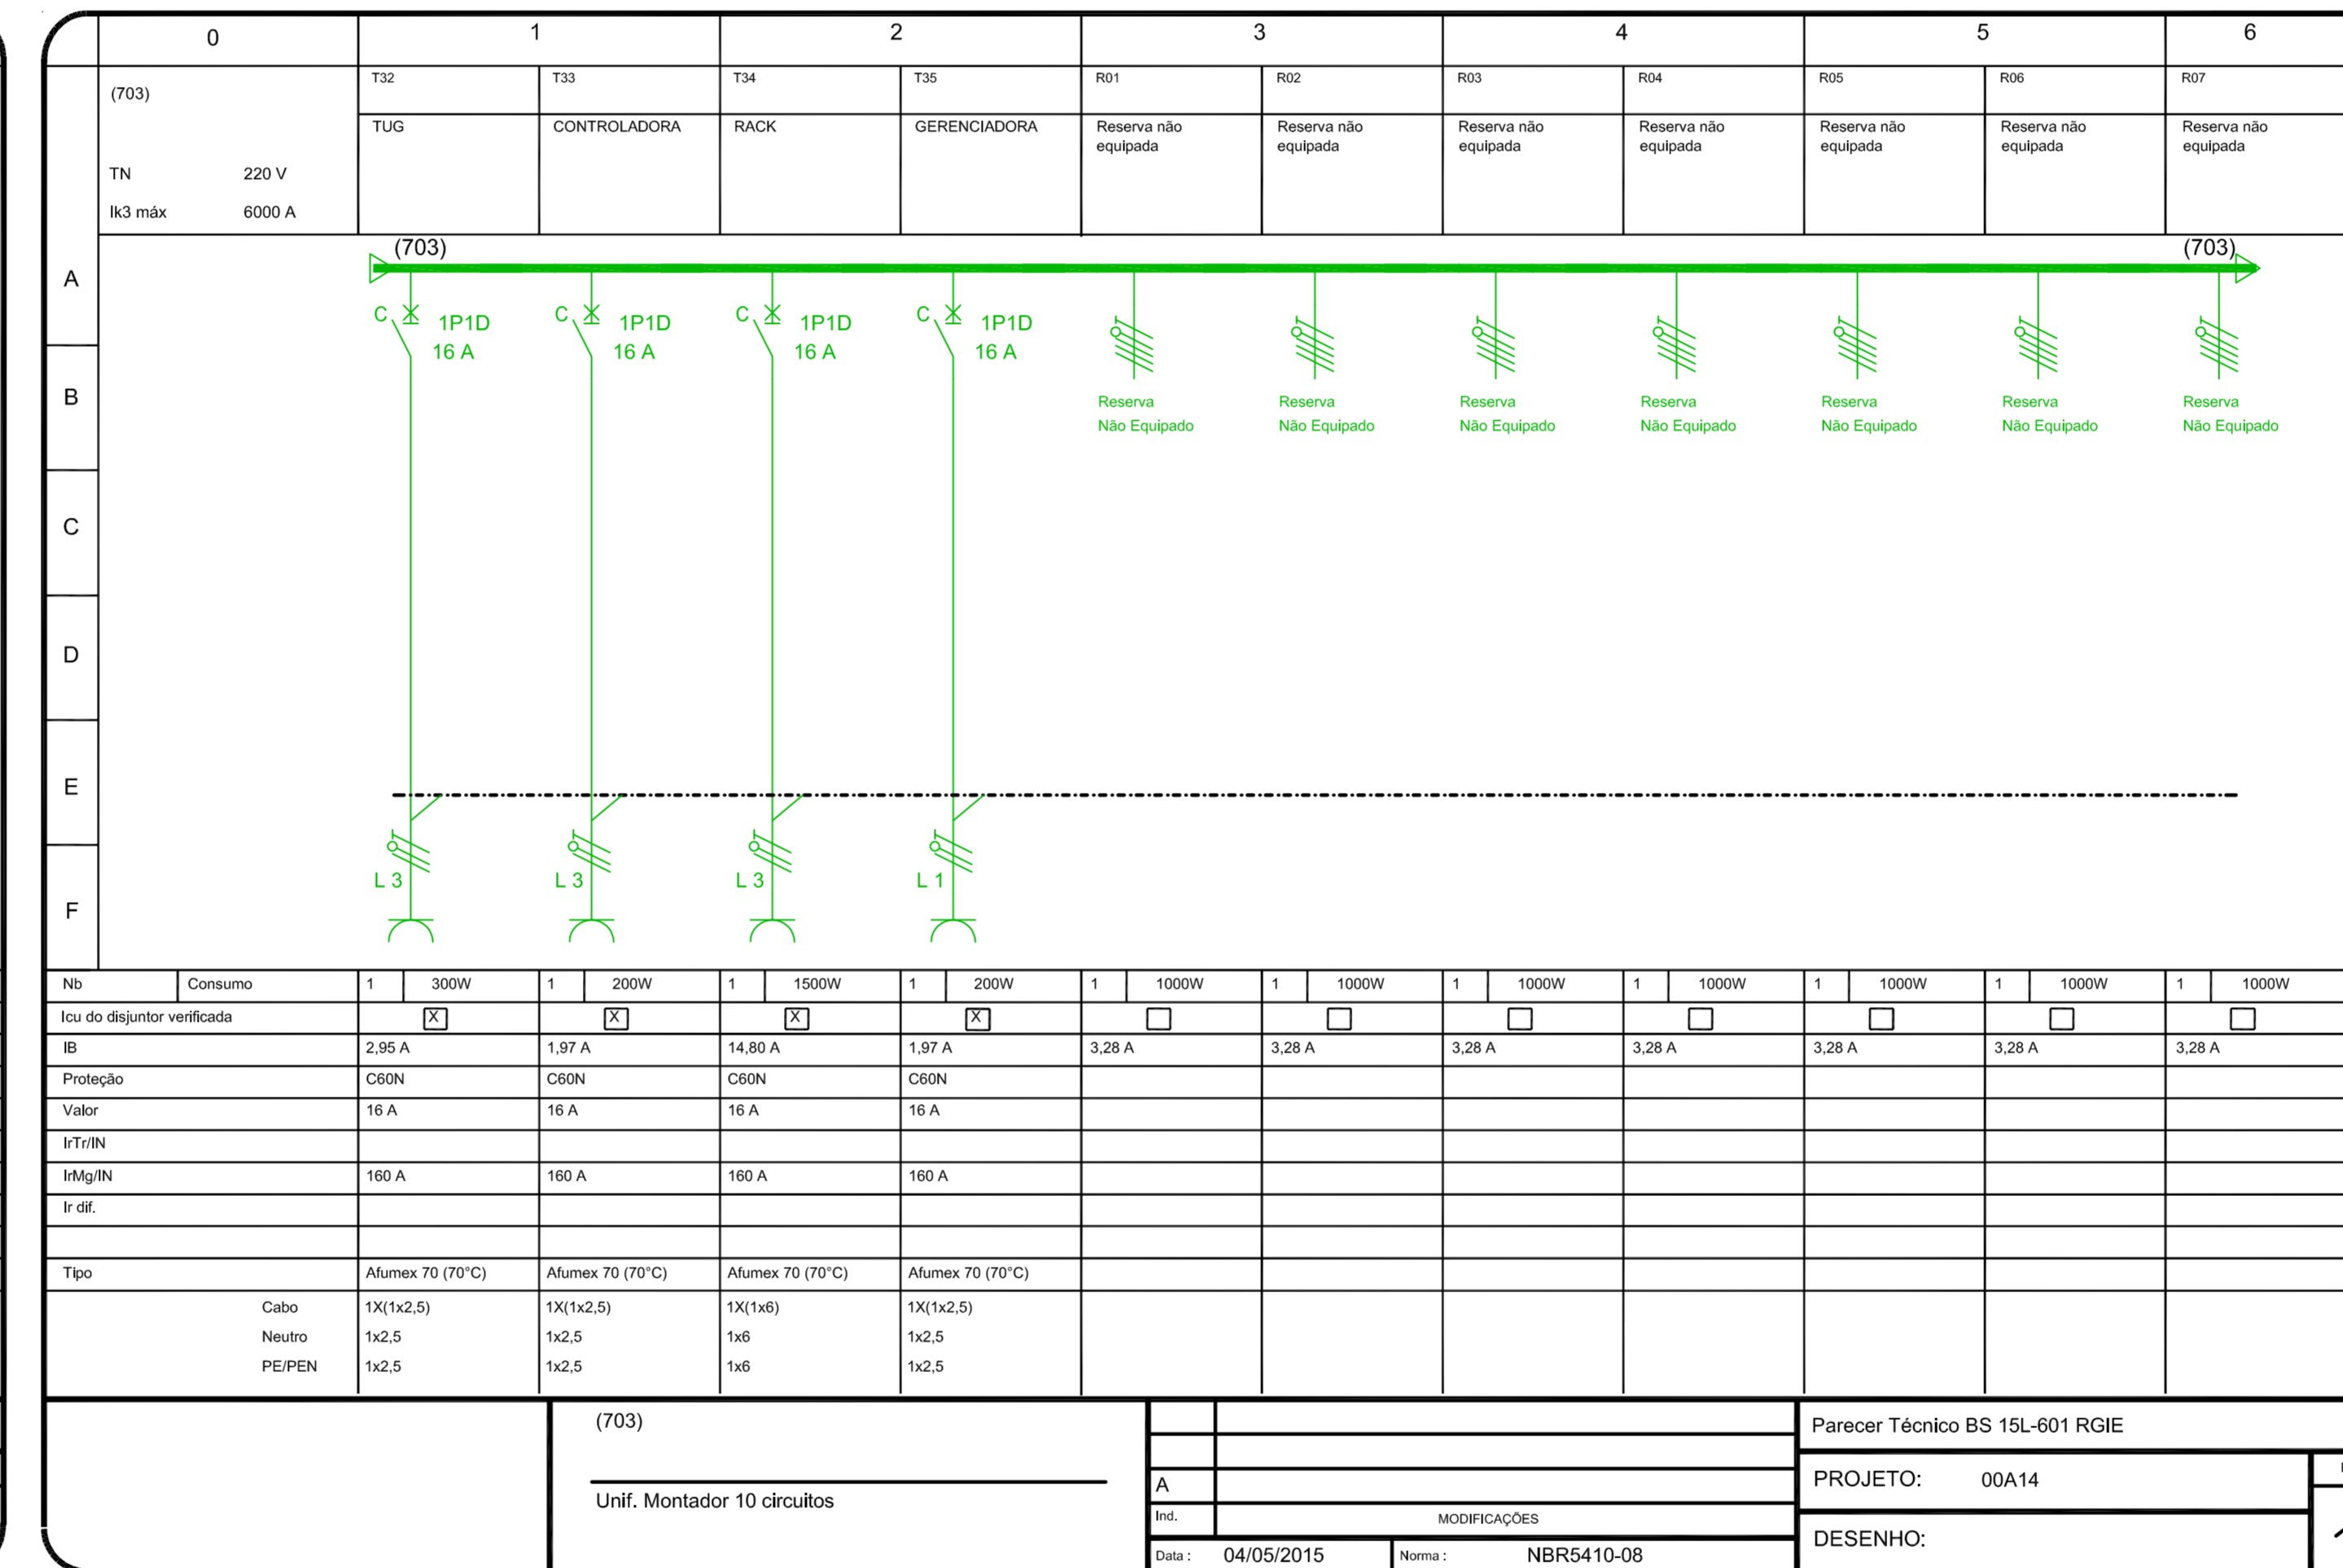 0 1 2 3 4 5 6
(703) T32 T33 T34 T35 R01 R02 R03 R04 R05 R06 R07
TUG CONTROLADORA RACK GERENCIADORA Reserva não Reserva não Reserva não Reserva não Reserva não Reserva não Reserva não
equipada equipada equipada equipada equipada equipada equipada
TN 220 V
Ik3 máx 6000 A
(703) (703)
A
C 1P1D C 1P1D C 1P1D C 1P1D
16 A 16 A 16 A 16 A
B
Reserva Reserva Reserva Reserva Reserva Reserva Reserva
Não Equipado Não Equipado Não Equipado Não Equipado Não Equipado Não Equipado Não Equipado
C
D
E
L 3 L 3 L 3 L 1
F
Nb Consumo 1 300W 1 200W 1 1500W 1 200W 1 1000W 1 1000W 1 1000W 1 1000W 1 1000W 1 1000W 1 1000W
Icu do disjuntor verificada X X X X
IB 2,95 A 1,97 A 14,80 A 1,97 A 3,28 A 3,28 A 3,28 A 3,28 A 3,28 A 3,28 A 3,28 A
Proteção C60N C60N C60N C60N
Valor 16 A 16 A 16 A 16 A
IrTr/IN
IrMg/IN 160 A 160 A 160 A 160 A
Ir dif.
Tipo Afumex 70 (70°C) Afumex 70 (70°C) Afumex 70 (70°C) Afumex 70 (70°C)
Cabo 1X(1x2,5) 1X(1x2,5) 1X(1x6) 1X(1x2,5)
Neutro 1x2,5 1x2,5 1x6 1x2,5
PE/PEN 1x2,5 1x2,5 1x6 1x2,5
(703)
Unif. Montador 10 circuitos
A
Ind. MODIFICAÇÕES
Data : 04/05/2015 Norma : NBR5410-08
Parecer Técnico BS 15L-601 RGIE
PROJETO: 00A14
DESENHO: